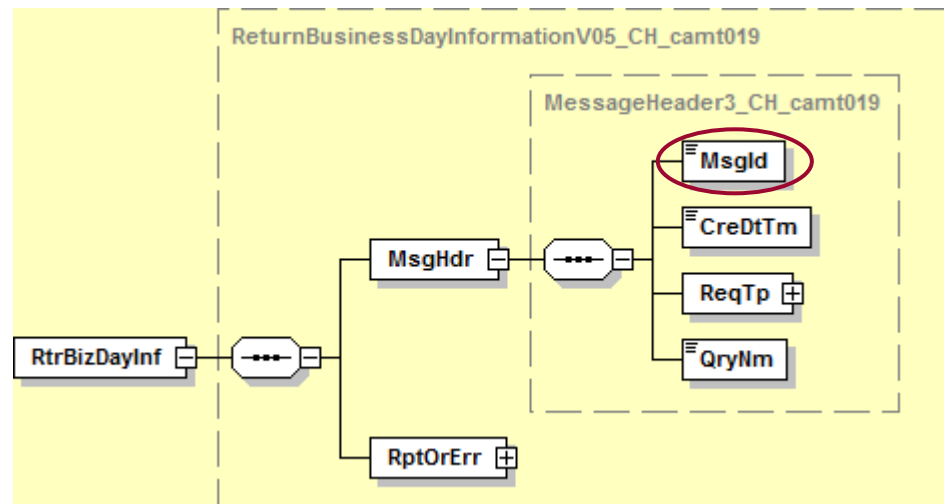 ReturnBusinessDayInformationV05_CH_camt019
MessageHeader3_CH_camt019
MsgId
CreDtTm
MsgHdr
ReqTp
RtrBizDayInf
QryNm
RptOrErr